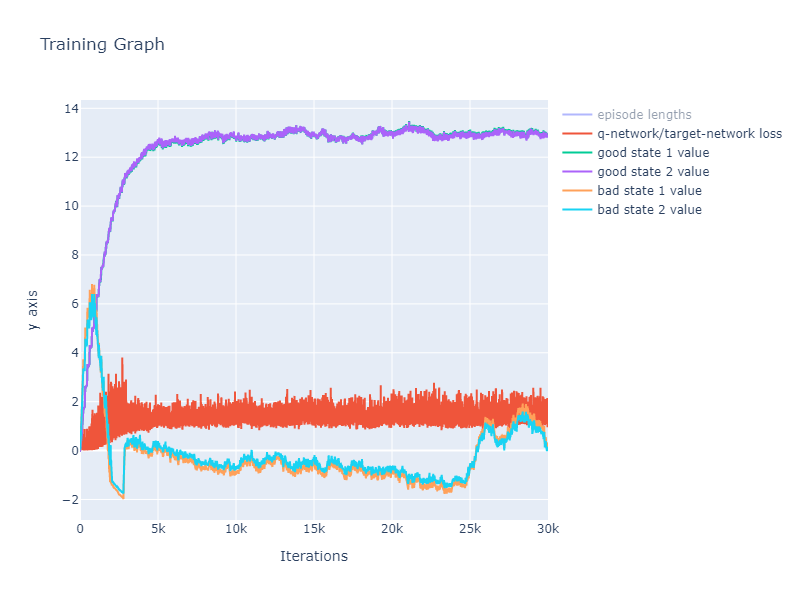 Training Graph
episode lengths
q-network/target-network loss
good state 1 value
good state 2 value
bad state 1 value
bad state 2 value
y axis
14
12
10
8
6
4
2
0
−2
0 5k 10k 15k 20k 25k 30k
Iterations